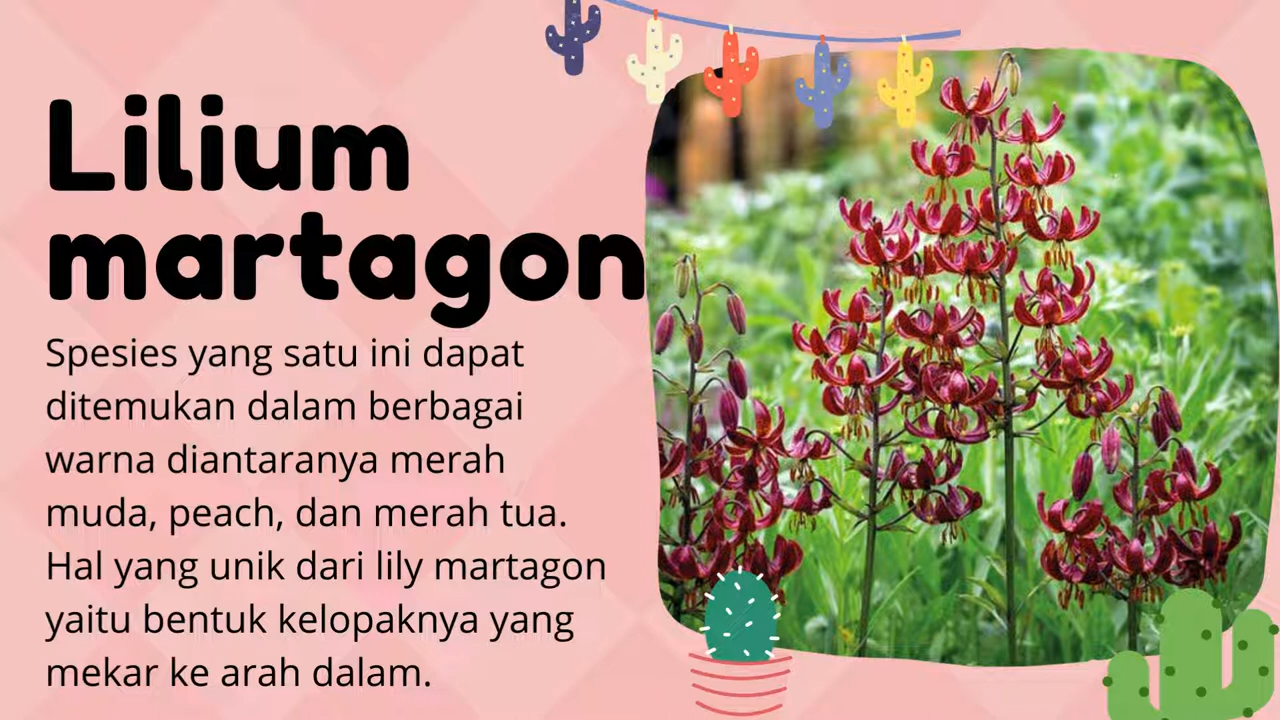 Lilium
martagon
Spesies yang satu ini dapat
ditemukan dalam berbagai
warna diantaranya merah
muda, peach, dan merah tua.
Hal yang unik dari lily martagon
yaitu bentuk kelopaknya yang
mekar ke arah dalam.